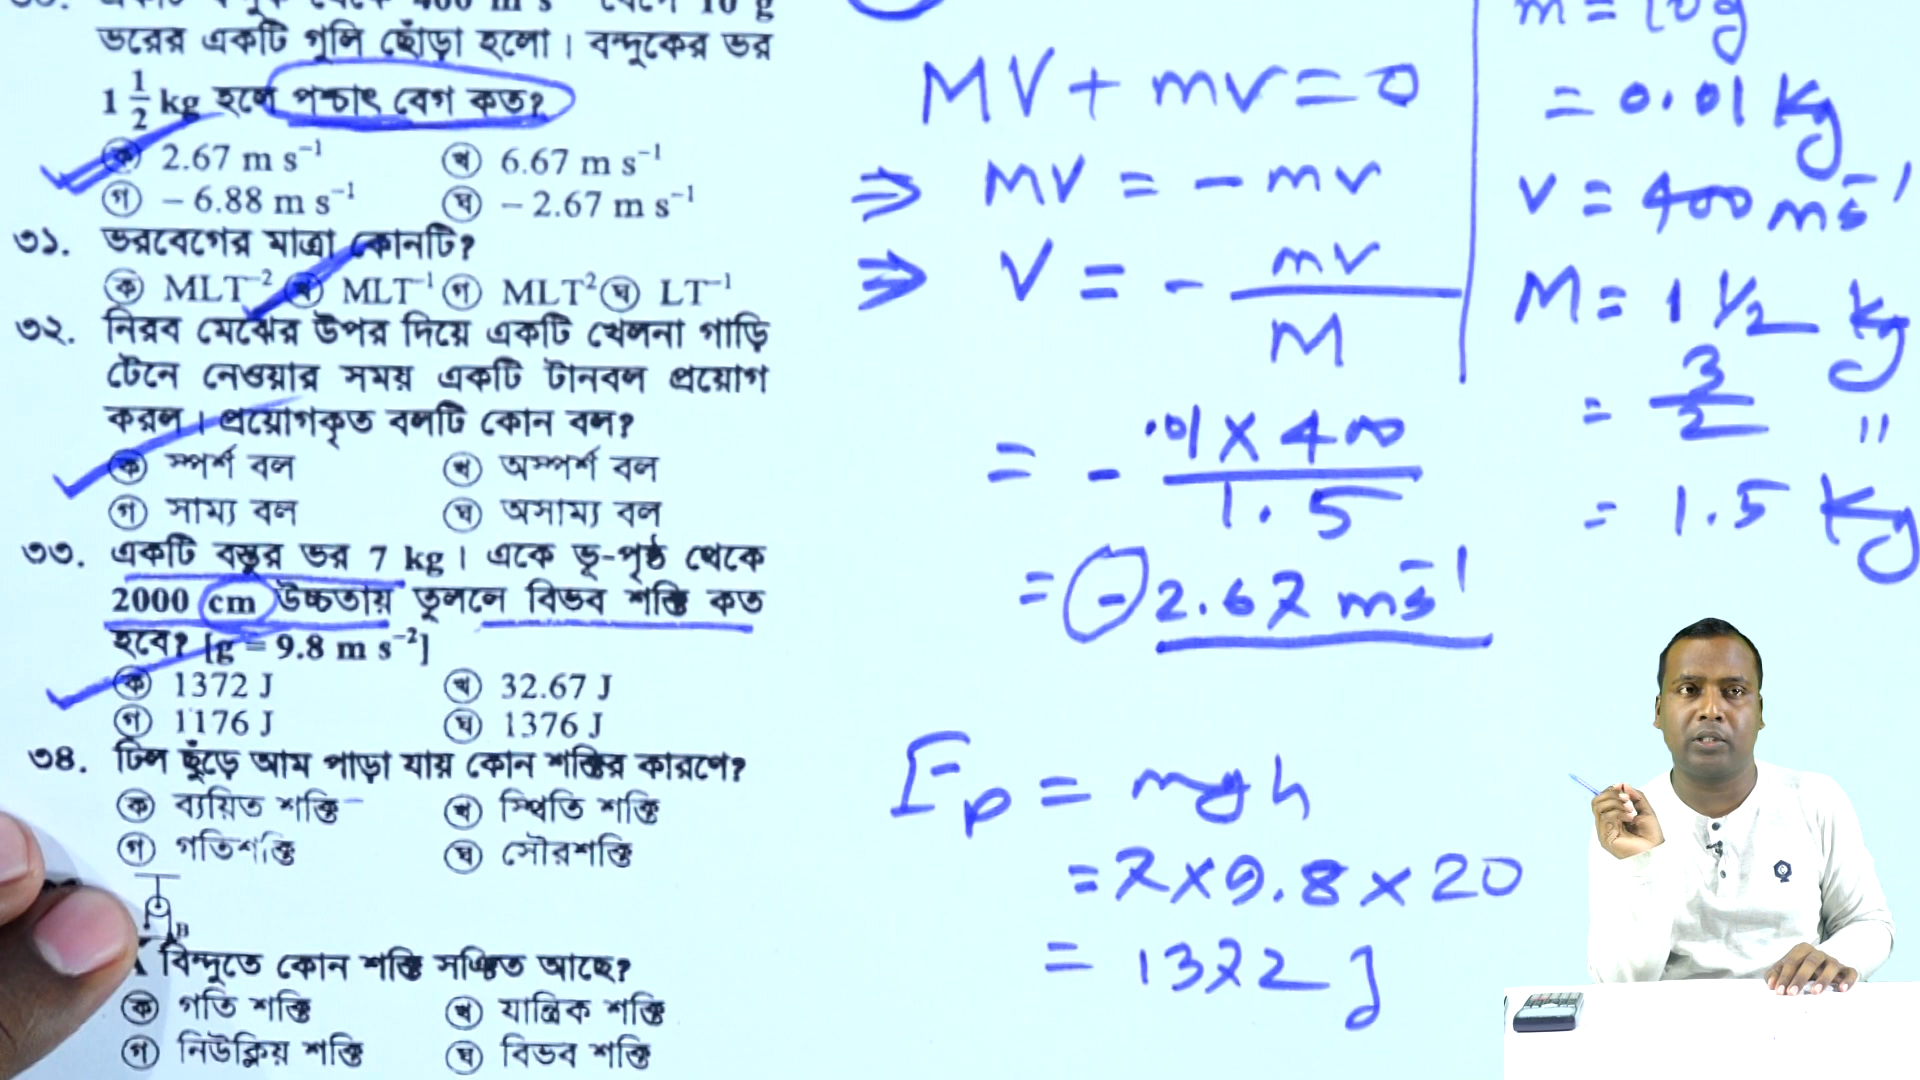 ভরের একটি গুলি ছোঁড়া হলো। বন্দুকের ভর
1 1/2 kg হলে পশ্চাৎ বেগ কত?
ক 2.67 m s⁻¹ খ 6.67 m s⁻¹
গ – 6.88 m s⁻¹ ঘ – 2.67 m s⁻¹
৩১. ভরবেগের মাত্রা কোনটি?
ক MLT⁻² খ MLT⁻¹ গ MLT² ঘ LT⁻¹
৩২. নিরব মেঝের উপর দিয়ে একটি খেলনা গাড়ি
টেনে নেওয়ার সময় একটি টানবল প্রয়োগ
করল। প্রয়োগকৃত বলটি কোন বল?
ক স্পর্শ বল খ অস্পর্শ বল
গ সাম্য বল ঘ অসাম্য বল
৩৩. একটি বস্তুর ভর 7 kg। একে ভূ-পৃষ্ঠ থেকে
2000 cm উচ্চতায় তুললে বিভব শক্তি কত
হবে? [g = 9.8 m s⁻²]
ক 1372 J খ 32.67 J
গ 1176 J ঘ 1376 J
৩৪. ঢিল ছুঁড়ে আম পাড়া যায় কোন শক্তির কারণে?
ক ব্যয়িত শক্তি খ স্থিতি শক্তি
গ গতিশক্তি ঘ সৌরশক্তি
B
বিন্দুতে কোন শক্তি সঞ্চিত আছে?
ক গতি শক্তি খ যান্ত্রিক শক্তি
গ নিউক্লিয় শক্তি ঘ বিভব শক্তি
MV + mv = 0
⇒ MV = - mv
⇒ V = - mv/M
= - .01 x 400 / 1.5
= - 2.67 ms⁻¹
m = 10g
= 0.01 kg
v = 400 ms⁻¹
M = 1 1/2 kg
= 3/2 "
= 1.5 kg
Ep = mgh
= 7 x 9.8 x 20
= 1372 J